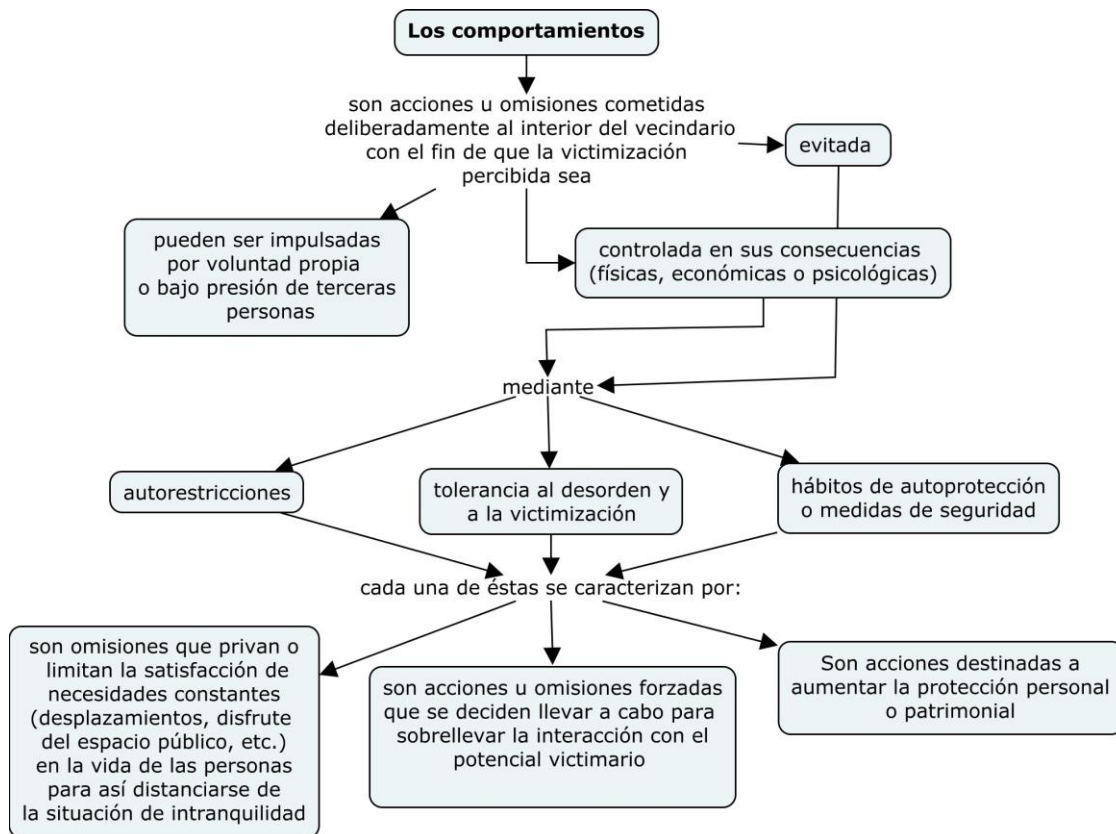 Los comportamientos
son acciones u omisiones cometidas
deliberadamente al interior del vecindario
con el fin de que la victimización
percibida sea
evitada
pueden ser impulsadas
por voluntad propia
o bajo presión de terceras
personas
controlada en sus consecuencias
(físicas, económicas o psicológicas)
mediante
autorestricciones
tolerancia al desorden y
a la victimización
hábitos de autoprotección
o medidas de seguridad
cada una de éstas se caracterizan por:
son omisiones que privan o
limitan la satisfacción de
necesidades constantes
(desplazamientos, disfrute
del espacio público, etc.)
en la vida de las personas
para así distanciarse de
la situación de intranquilidad
son acciones u omisiones forzadas
que se deciden llevar a cabo para
sobrellevar la interacción con el
potencial victimario
Son acciones destinadas a
aumentar la protección personal
o patrimonial